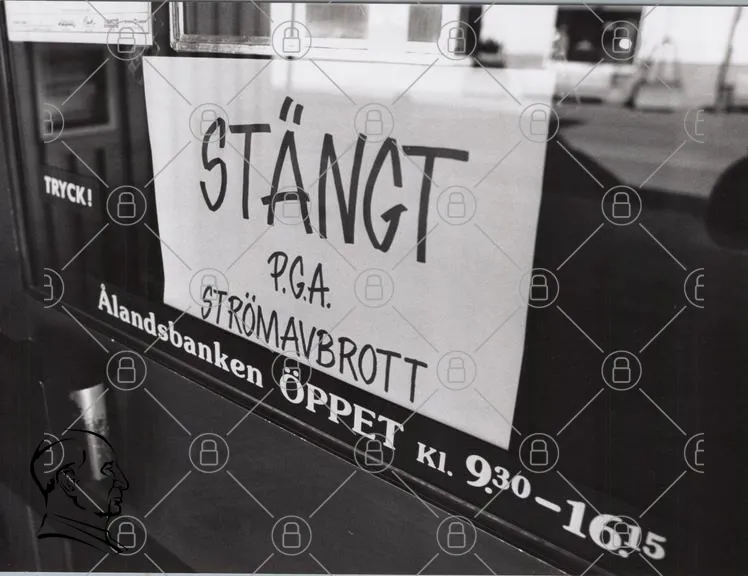 STÄNGT
P.G.A.
STRÖMAVBROTT
TRYCK!
Ålandsbanken ÖPPET Kl. 9.30–16.15